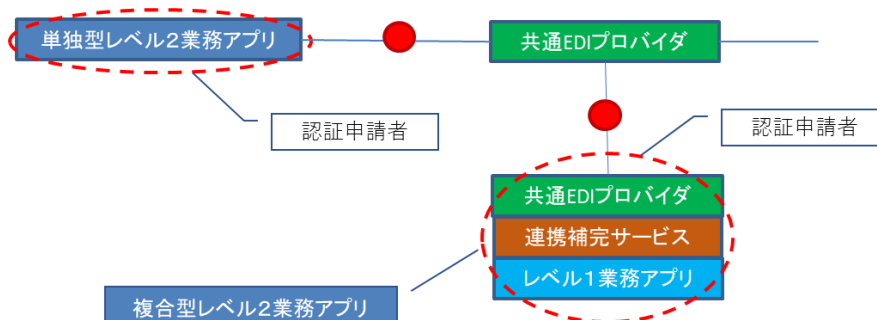 単独型レベル２業務アプリ
共通EDIプロバイダ
認証申請者
認証申請者
共通EDIプロバイダ
連携補完サービス
レベル１業務アプリ
複合型レベル２業務アプリ